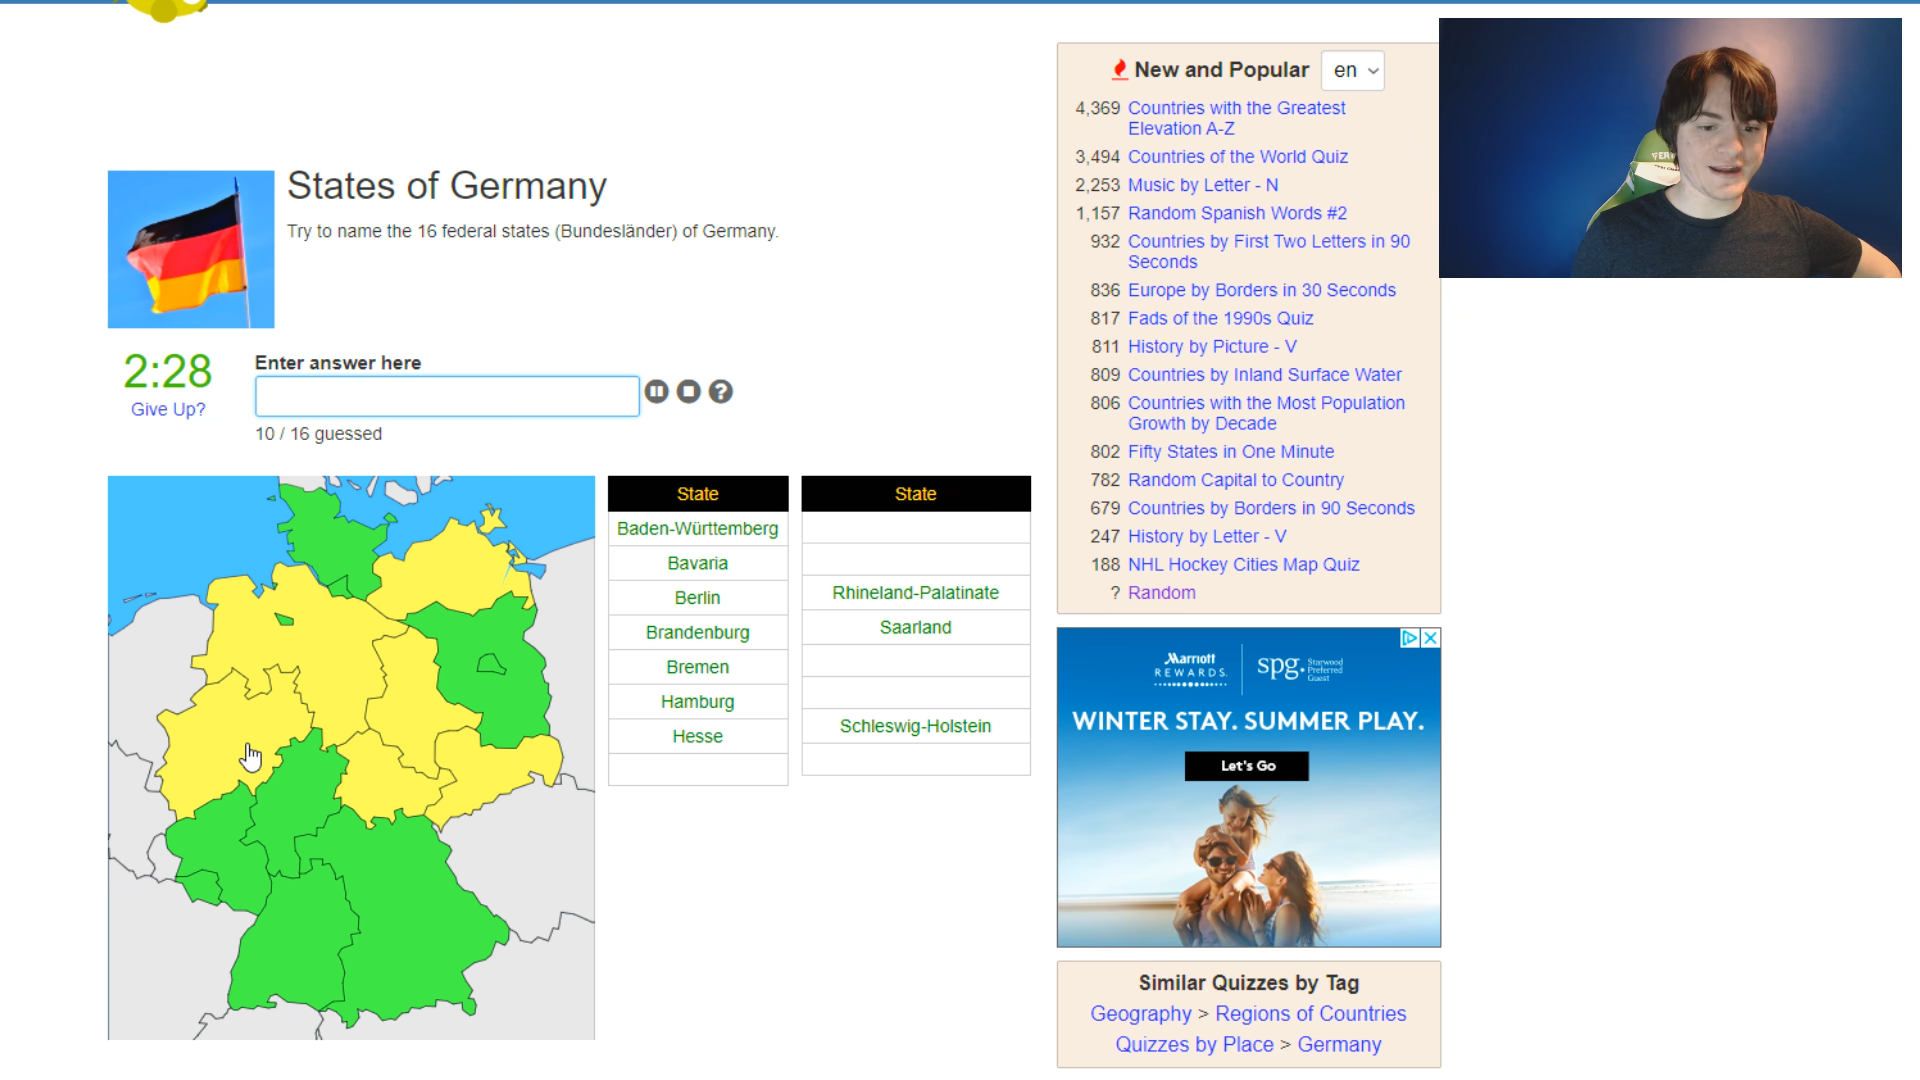 States of Germany
Try to name the 16 federal states (Bundesländer) of Germany.
2:28
Give Up?
Enter answer here
10 / 16 guessed
State
Baden-Württemberg
Bavaria
Berlin
Brandenburg
Bremen
Hamburg
Hesse
State
Rhineland-Palatinate
Saarland
Schleswig-Holstein
New and Popular en
4,369 Countries with the Greatest
Elevation A-Z
3,494 Countries of the World Quiz
2,253 Music by Letter - N
1,157 Random Spanish Words #2
932 Countries by First Two Letters in 90
Seconds
836 Europe by Borders in 30 Seconds
817 Fads of the 1990s Quiz
811 History by Picture - V
809 Countries by Inland Surface Water
806 Countries with the Most Population
Growth by Decade
802 Fifty States in One Minute
782 Random Capital to Country
679 Countries by Borders in 90 Seconds
247 History by Letter - V
188 NHL Hockey Cities Map Quiz
? Random
Marriott
REWARDS.
spg.
Starwood
Preferred
Guest
WINTER STAY. SUMMER PLAY.
Let's Go
Similar Quizzes by Tag
Geography > Regions of Countries
Quizzes by Place > Germany